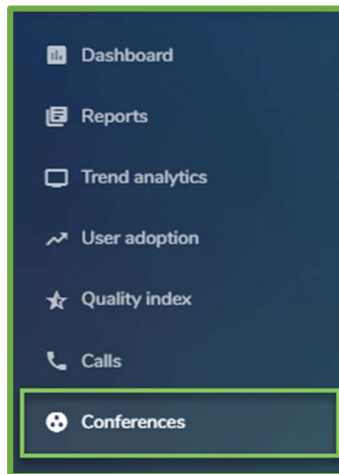 Dashboard
Reports
Trend analytics
User adoption
Quality index
Calls
Conferences